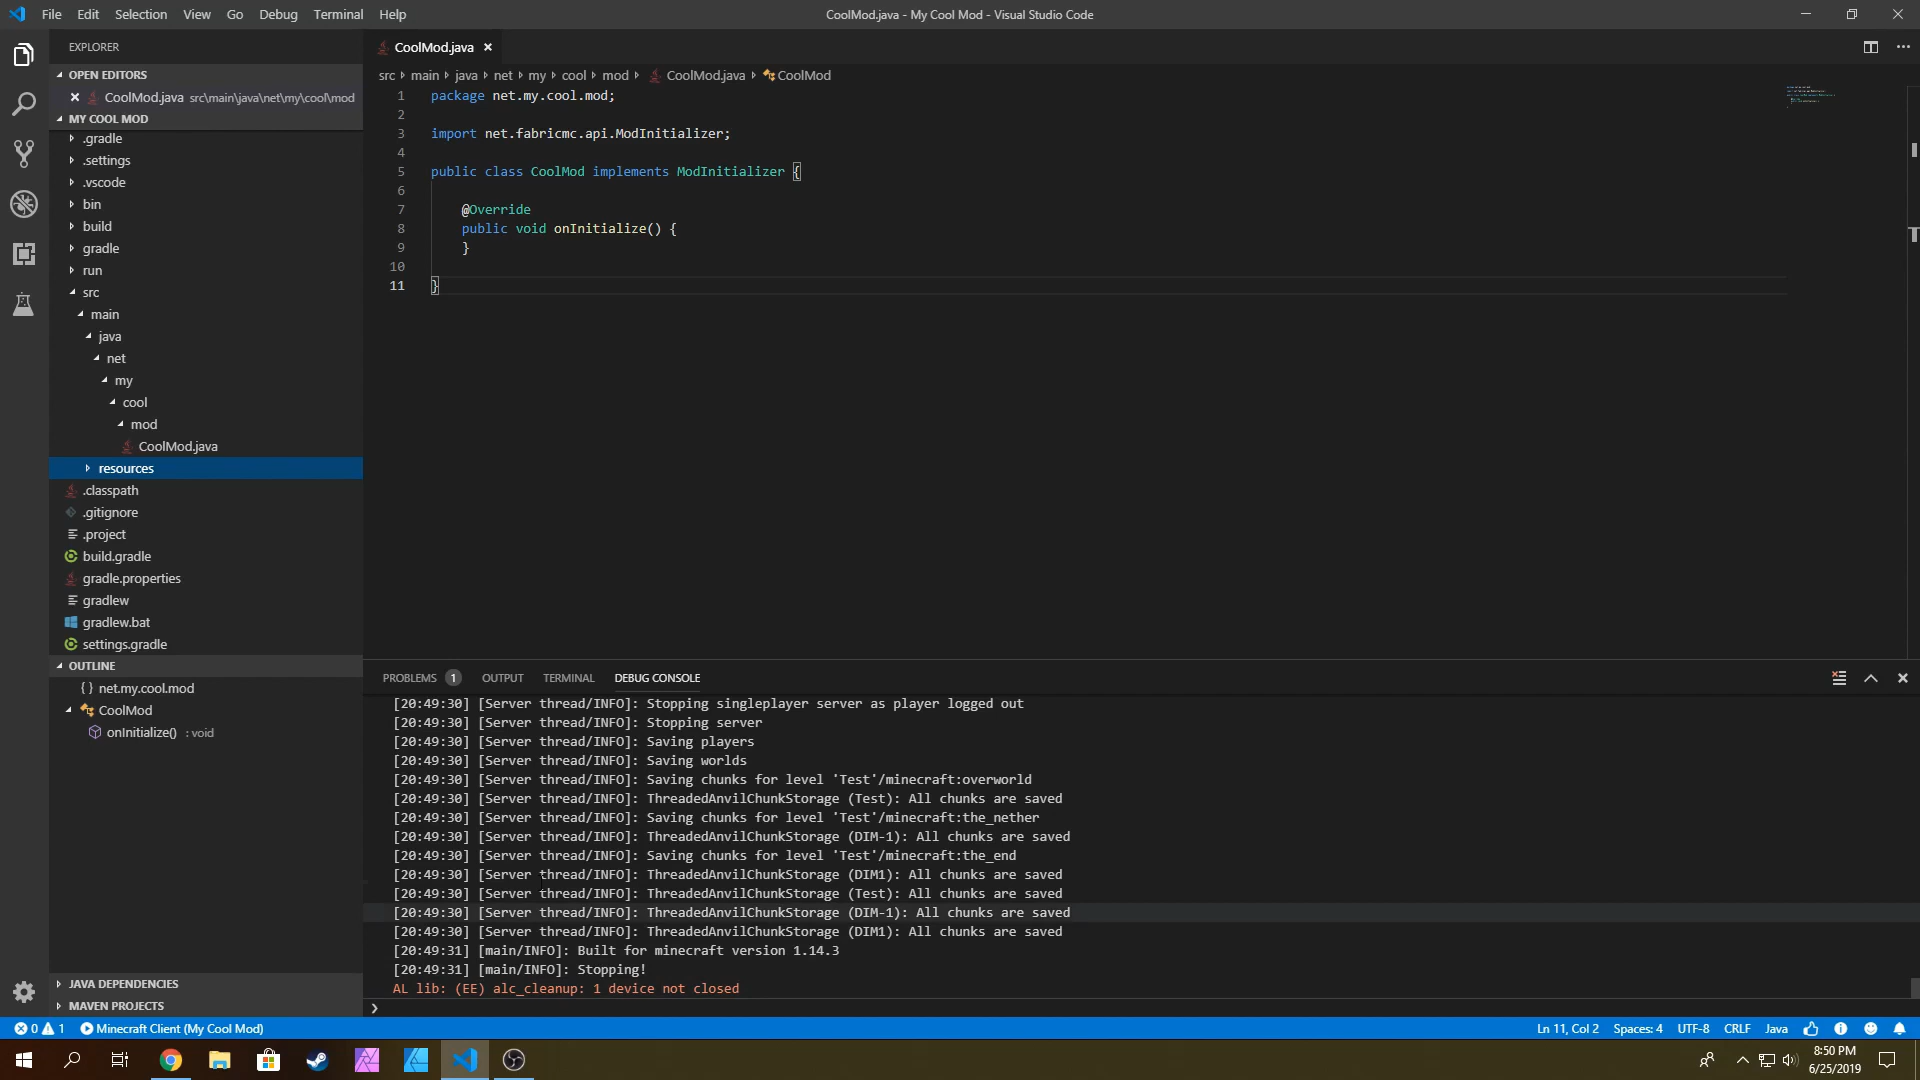 File Edit Selection View Go Debug Terminal Help
CoolMod.java - My Cool Mod - Visual Studio Code
EXPLORER
OPEN EDITORS
CoolMod.java src\main\java\net\my\cool\mod
MY COOL MOD
.gradle
.settings
.vscode
bin
build
gradle
run
src
main
java
net
my
cool
mod
CoolMod.java
resources
.classpath
.gitignore
.project
build.gradle
gradle.properties
gradlew
gradlew.bat
settings.gradle
OUTLINE
{ } net.my.cool.mod
CoolMod
onInitialize() : void
JAVA DEPENDENCIES
MAVEN PROJECTS
CoolMod.java
src main java net my cool mod CoolMod.java CoolMod
1 package net.my.cool.mod;
2
3 import net.fabricmc.api.ModInitializer;
4
5 public class CoolMod implements ModInitializer {
6
7 @Override
8 public void onInitialize() {
9 }
10
11 }
PROBLEMS 1 OUTPUT TERMINAL DEBUG CONSOLE
[20:49:30] [Server thread/INFO]: Stopping singleplayer server as player logged out
[20:49:30] [Server thread/INFO]: Stopping server
[20:49:30] [Server thread/INFO]: Saving players
[20:49:30] [Server thread/INFO]: Saving worlds
[20:49:30] [Server thread/INFO]: Saving chunks for level 'Test'/minecraft:overworld
[20:49:30] [Server thread/INFO]: ThreadedAnvilChunkStorage (Test): All chunks are saved
[20:49:30] [Server thread/INFO]: Saving chunks for level 'Test'/minecraft:the_nether
[20:49:30] [Server thread/INFO]: ThreadedAnvilChunkStorage (DIM-1): All chunks are saved
[20:49:30] [Server thread/INFO]: Saving chunks for level 'Test'/minecraft:the_end
[20:49:30] [Server thread/INFO]: ThreadedAnvilChunkStorage (DIM1): All chunks are saved
[20:49:30] [Server thread/INFO]: ThreadedAnvilChunkStorage (Test): All chunks are saved
[20:49:30] [Server thread/INFO]: ThreadedAnvilChunkStorage (DIM-1): All chunks are saved
[20:49:30] [Server thread/INFO]: ThreadedAnvilChunkStorage (DIM1): All chunks are saved
[20:49:31] [main/INFO]: Built for minecraft version 1.14.3
[20:49:31] [main/INFO]: Stopping!
AL lib: (EE) alc_cleanup: 1 device not closed
0 1 Minecraft Client (My Cool Mod)
Ln 11, Col 2 Spaces: 4 UTF-8 CRLF Java
8:50 PM
6/25/2019